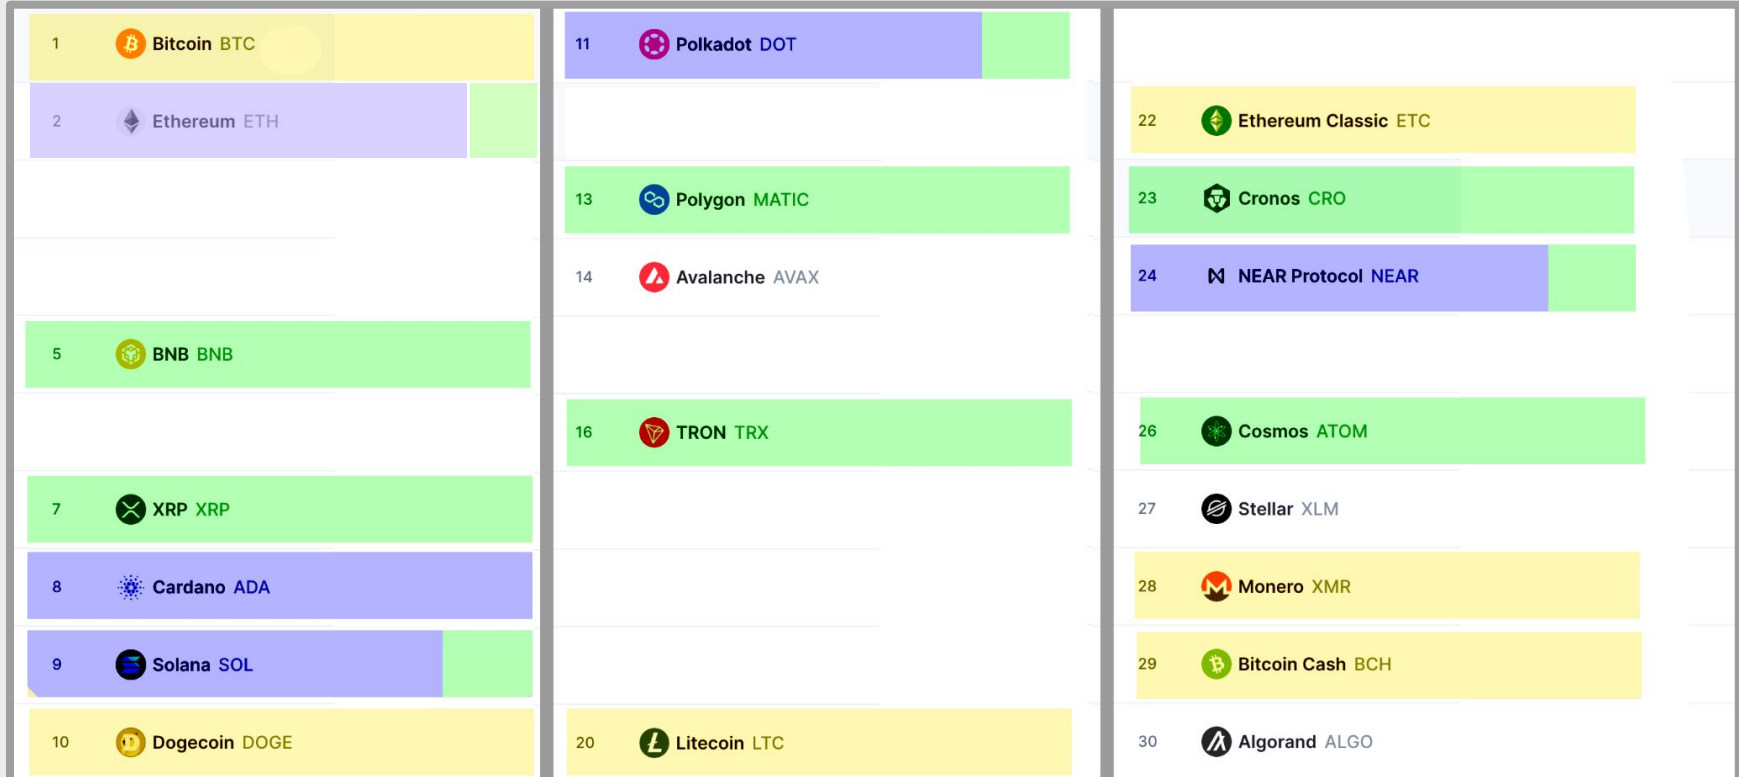 1 Bitcoin BTC
2 Ethereum ETH
5 BNB BNB
7 XRP XRP
8 Cardano ADA
9 Solana SOL
10 Dogecoin DOGE
11 Polkadot DOT
13 Polygon MATIC
14 Avalanche AVAX
16 TRON TRX
20 Litecoin LTC
22 Ethereum Classic ETC
23 Cronos CRO
24 NEAR Protocol NEAR
26 Cosmos ATOM
27 Stellar XLM
28 Monero XMR
29 Bitcoin Cash BCH
30 Algorand ALGO